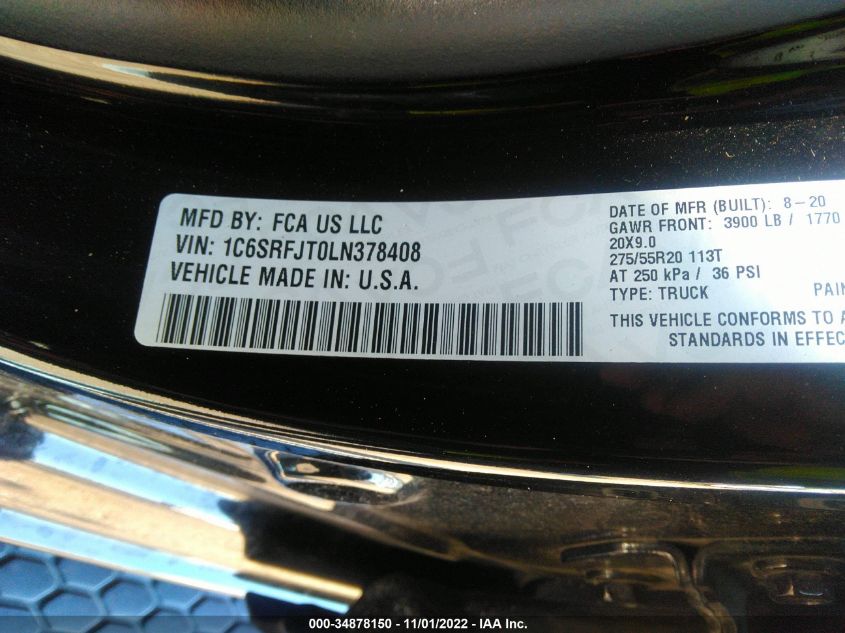 MFD BY: FCA US LLC
VIN: 1C6SRFJT0LN378408
VEHICLE MADE IN: U.S.A.
DATE OF MFR (BUILT): 8-20
GAWR FRONT: 3900 LB / 1770
20X9.0
275/55R20 113T
AT 250 kPa / 36 PSI
TYPE: TRUCK PAIN
THIS VEHICLE CONFORMS TO A
STANDARDS IN EFFEC
000-34878150 - 11/01/2022 - IAA Inc.